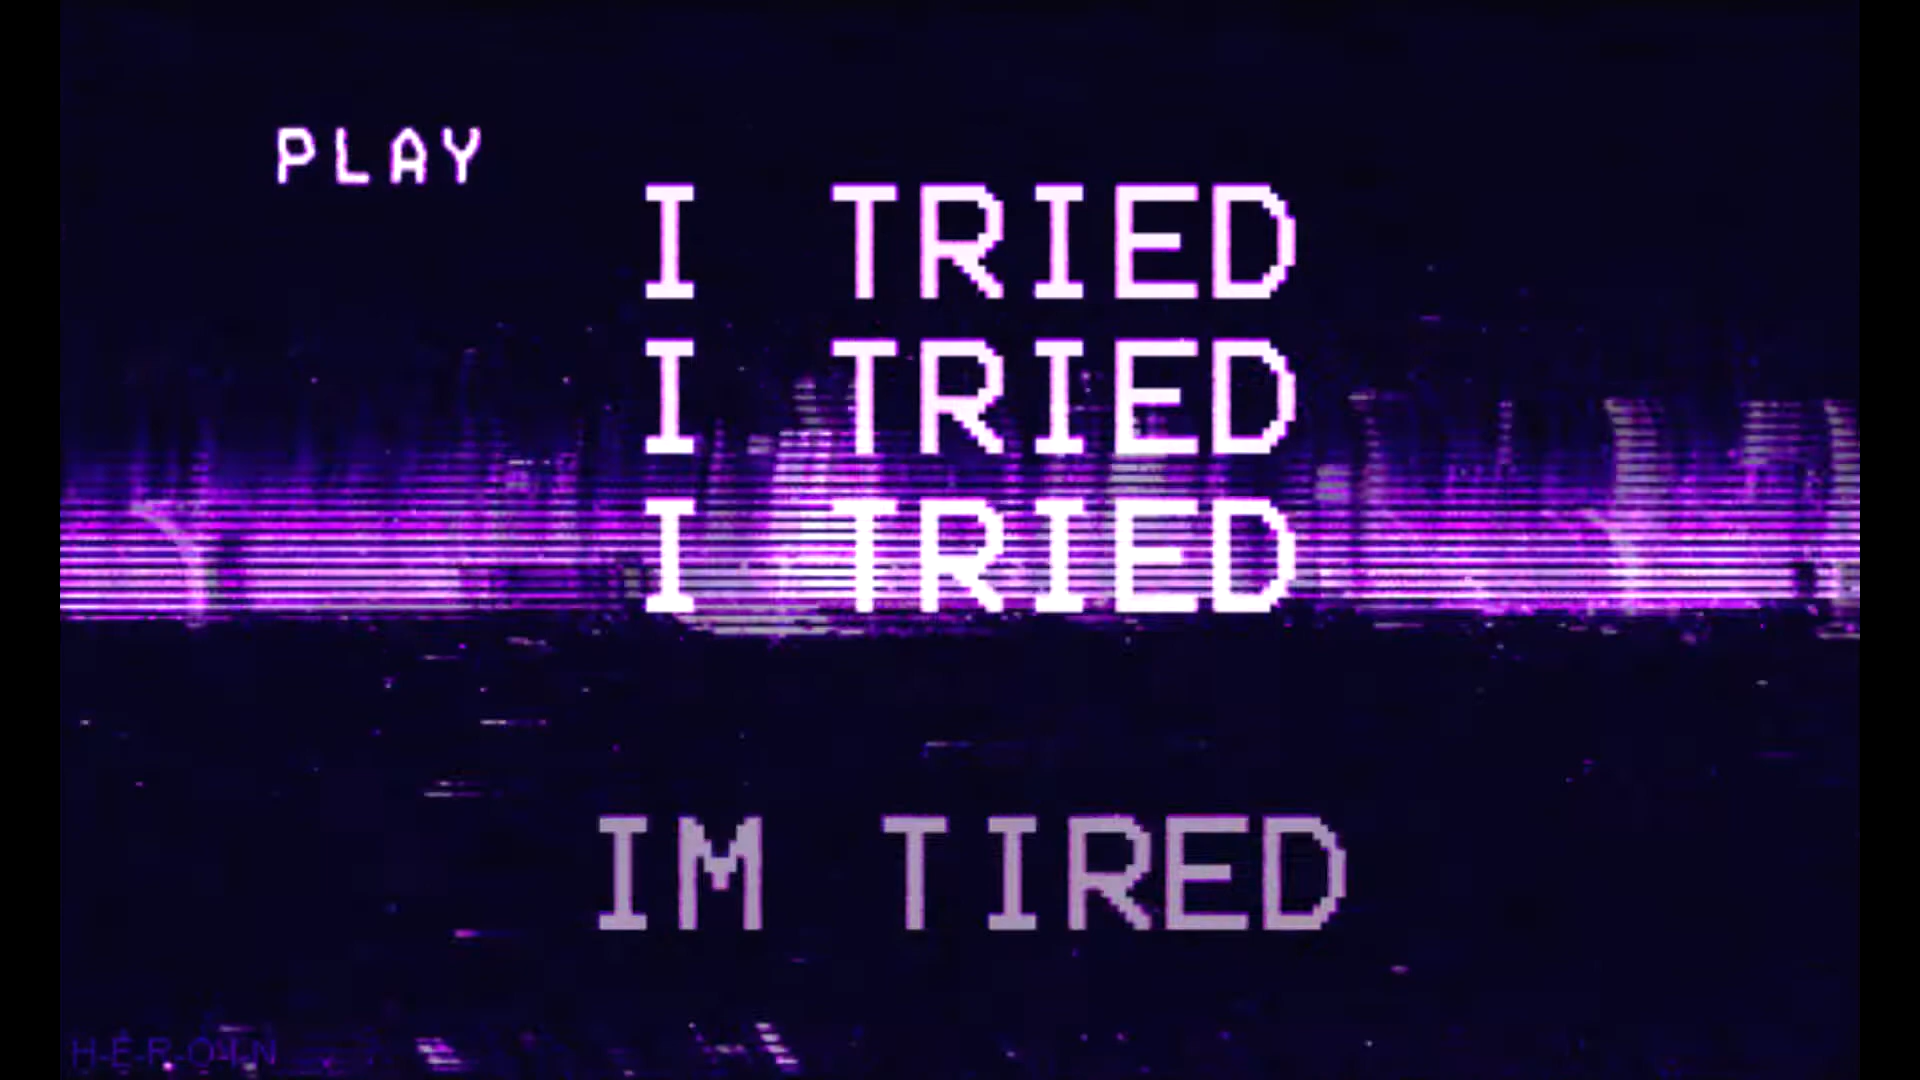 PLAY
I TRIED
I TRIED
I TRIED
IM TIRED
H-E-R-O-I-N